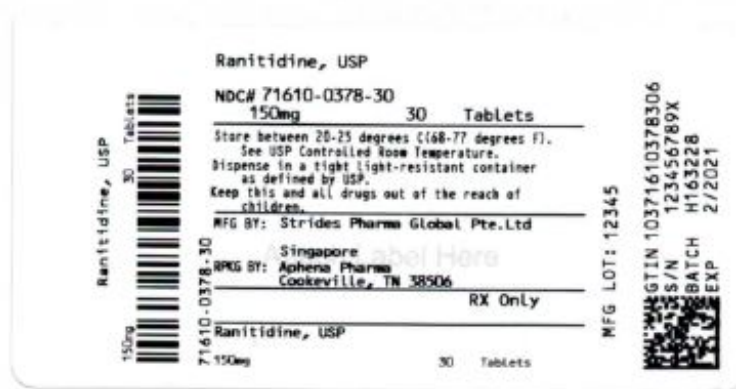 Ranitidine, USP
NDC# 71610-0378-30
150mg 30 Tablets
Store between 20-25 degrees C(68-77 degrees F).
See USP Controlled Room Temperature.
Dispense in a tight light-resistant container
as defined by USP.
Keep this and all drugs out of the reach of
children.
MFG BY: Strides Pharma Global Pte.Ltd
Singapore
Label Here
RPKG BY: Aphena Pharma
Cookeville, TN 38506
RX Only
Ranitidine, USP
150mg 30 Tablets
Ranitidine, USP
150mg 30 Tablets
71610-0378-30
MFG LOT: 12345
GTIN 10371610378306
S/N 123456789X
BATCH H163228
EXP 2/2021